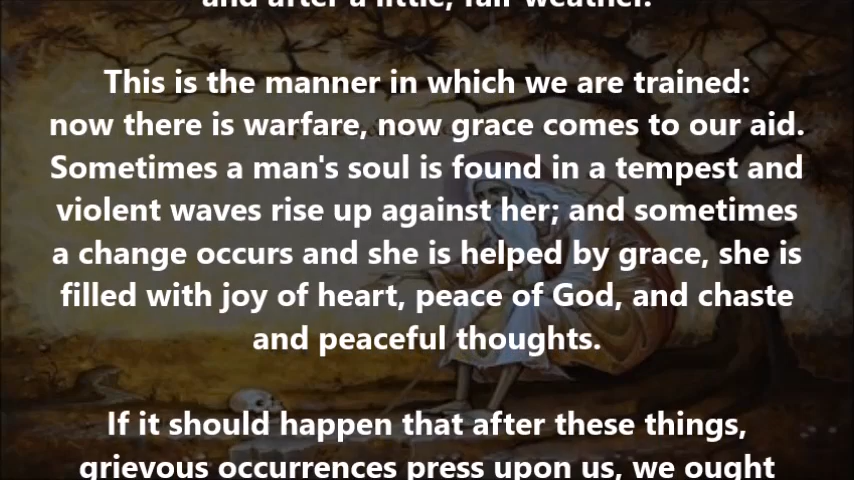 and after a little, fair weather.
This is the manner in which we are trained:
now there is warfare, now grace comes to our aid.
Sometimes a man's soul is found in a tempest and
violent waves rise up against her; and sometimes
a change occurs and she is helped by grace, she is
filled with joy of heart, peace of God, and chaste
and peaceful thoughts.
If it should happen that after these things,
grievous occurrences press upon us, we ought